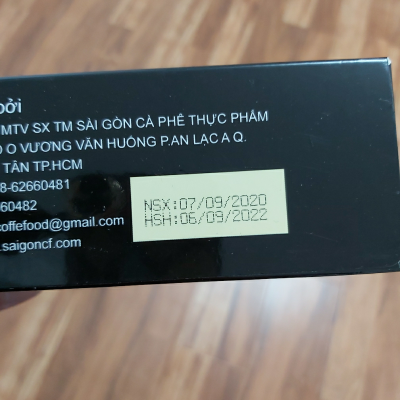 bởi
MTV SX TM SÀI GÒN CÀ PHÊ THỰC PHẨM
O VƯƠNG VĂN HUỐNG P.AN LẠC A Q.
TÂN TP.HCM
8-62660481
60482
coffefood@gmail.com
.saigoncf.com
NSX:07/09/2020
HSH:06/09/2022